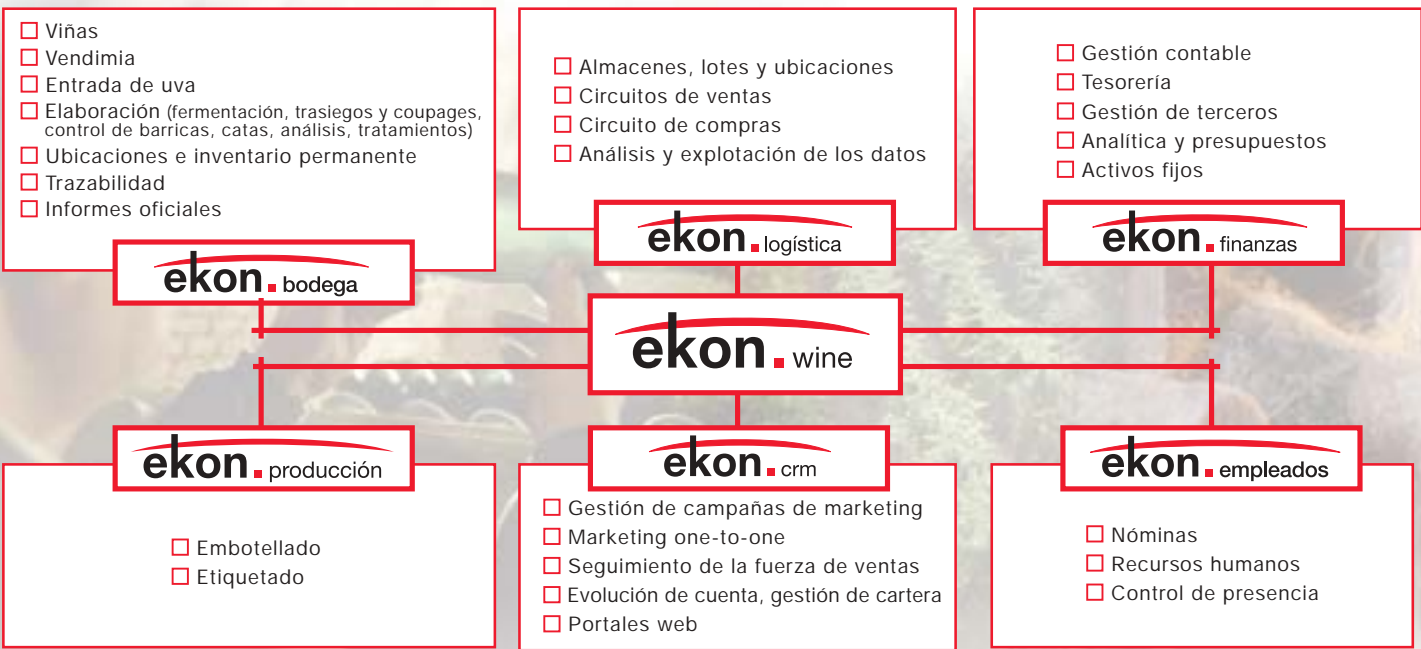 Viñas
Vendimia
Entrada de uva
Elaboración (fermentación, trasiegos y coupages,
control de barricas, catas, análisis, tratamientos)
Ubicaciones e inventario permanente
Trazabilidad
Informes oficiales
ekon.bodega
Almacenes, lotes y ubicaciones
Circuitos de ventas
Circuito de compras
Análisis y explotación de los datos
ekon.logística
Gestión contable
Tesorería
Gestión de terceros
Analítica y presupuestos
Activos fijos
ekon.finanzas
ekon.wine
ekon.producción
Embotellado
Etiquetado
ekon.crm
Gestión de campañas de marketing
Marketing one-to-one
Seguimiento de la fuerza de ventas
Evolución de cuenta, gestión de cartera
Portales web
ekon.empleados
Nóminas
Recursos humanos
Control de presencia